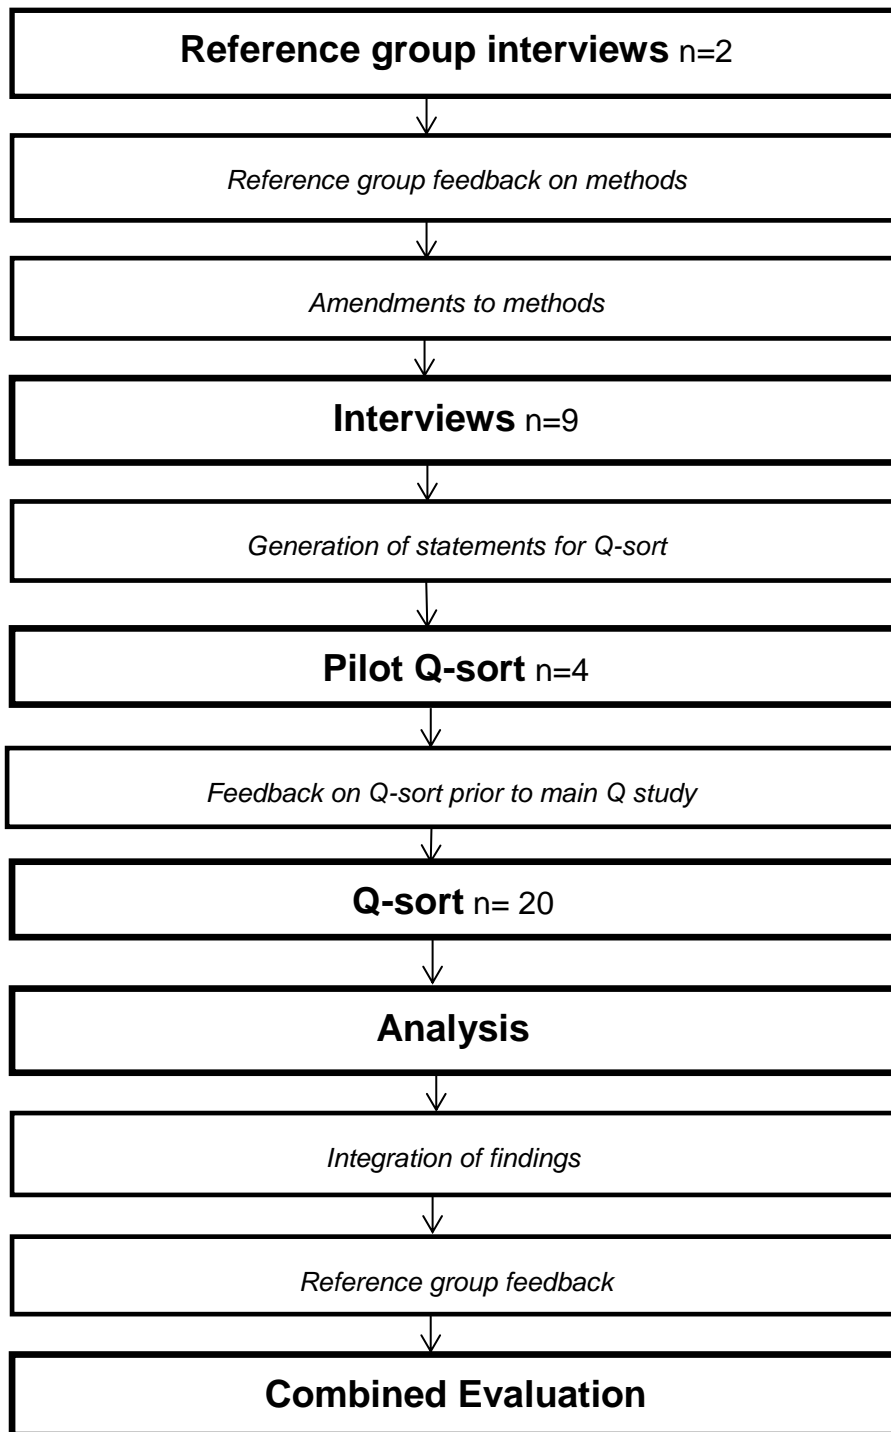 Reference group interviews n=2
Reference group feedback on methods
Amendments to methods
Interviews n=9
Generation of statements for Q-sort
Pilot Q-sort n=4
Feedback on Q-sort prior to main Q study
Q-sort n= 20
Analysis
Integration of findings
Reference group feedback
Combined Evaluation